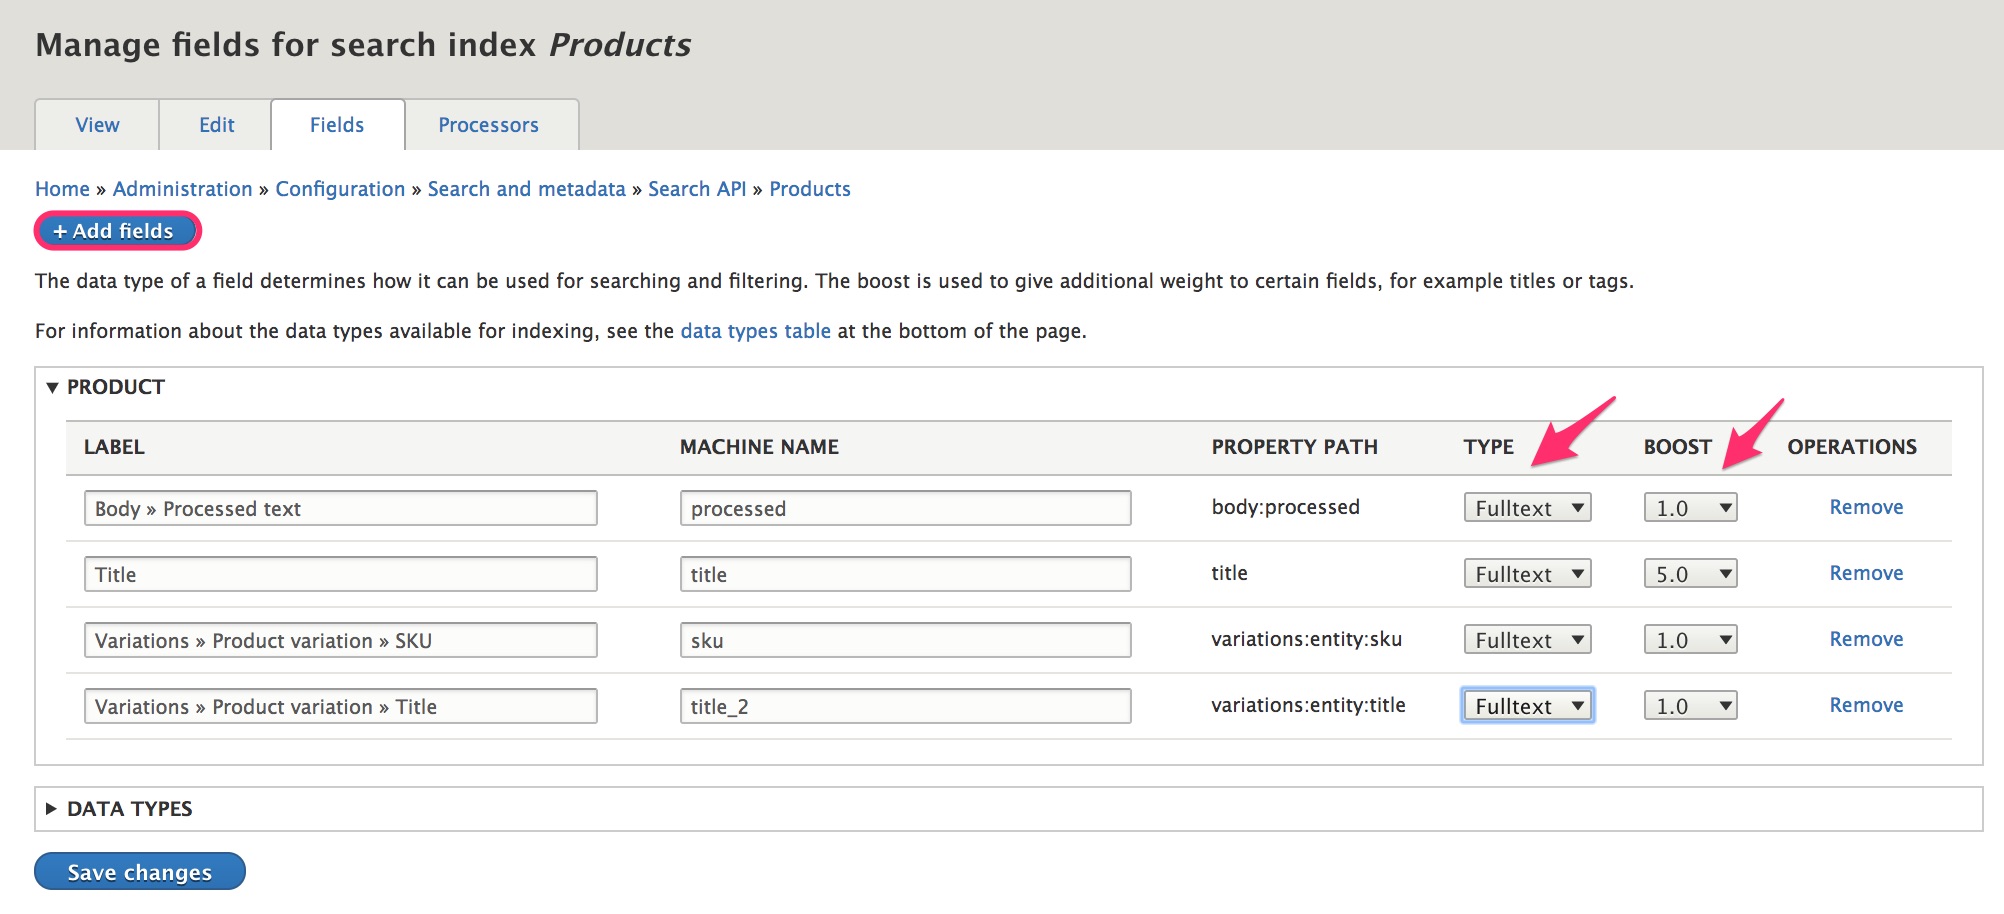 Manage fields for search index Products
View Edit Fields Processors
Home » Administration » Configuration » Search and metadata » Search API » Products
+ Add fields
The data type of a field determines how it can be used for searching and filtering. The boost is used to give additional weight to certain fields, for example titles or tags.
For information about the data types available for indexing, see the data types table at the bottom of the page.
▼ PRODUCT
LABEL MACHINE NAME PROPERTY PATH TYPE BOOST OPERATIONS
Body » Processed text processed body:processed Fulltext ▼ 1.0 ▼ Remove
Title title title Fulltext ▼ 5.0 ▼ Remove
Variations » Product variation » SKU sku variations:entity:sku Fulltext ▼ 1.0 ▼ Remove
Variations » Product variation » Title title_2 variations:entity:title Fulltext ▼ 1.0 ▼ Remove
▶ DATA TYPES
Save changes